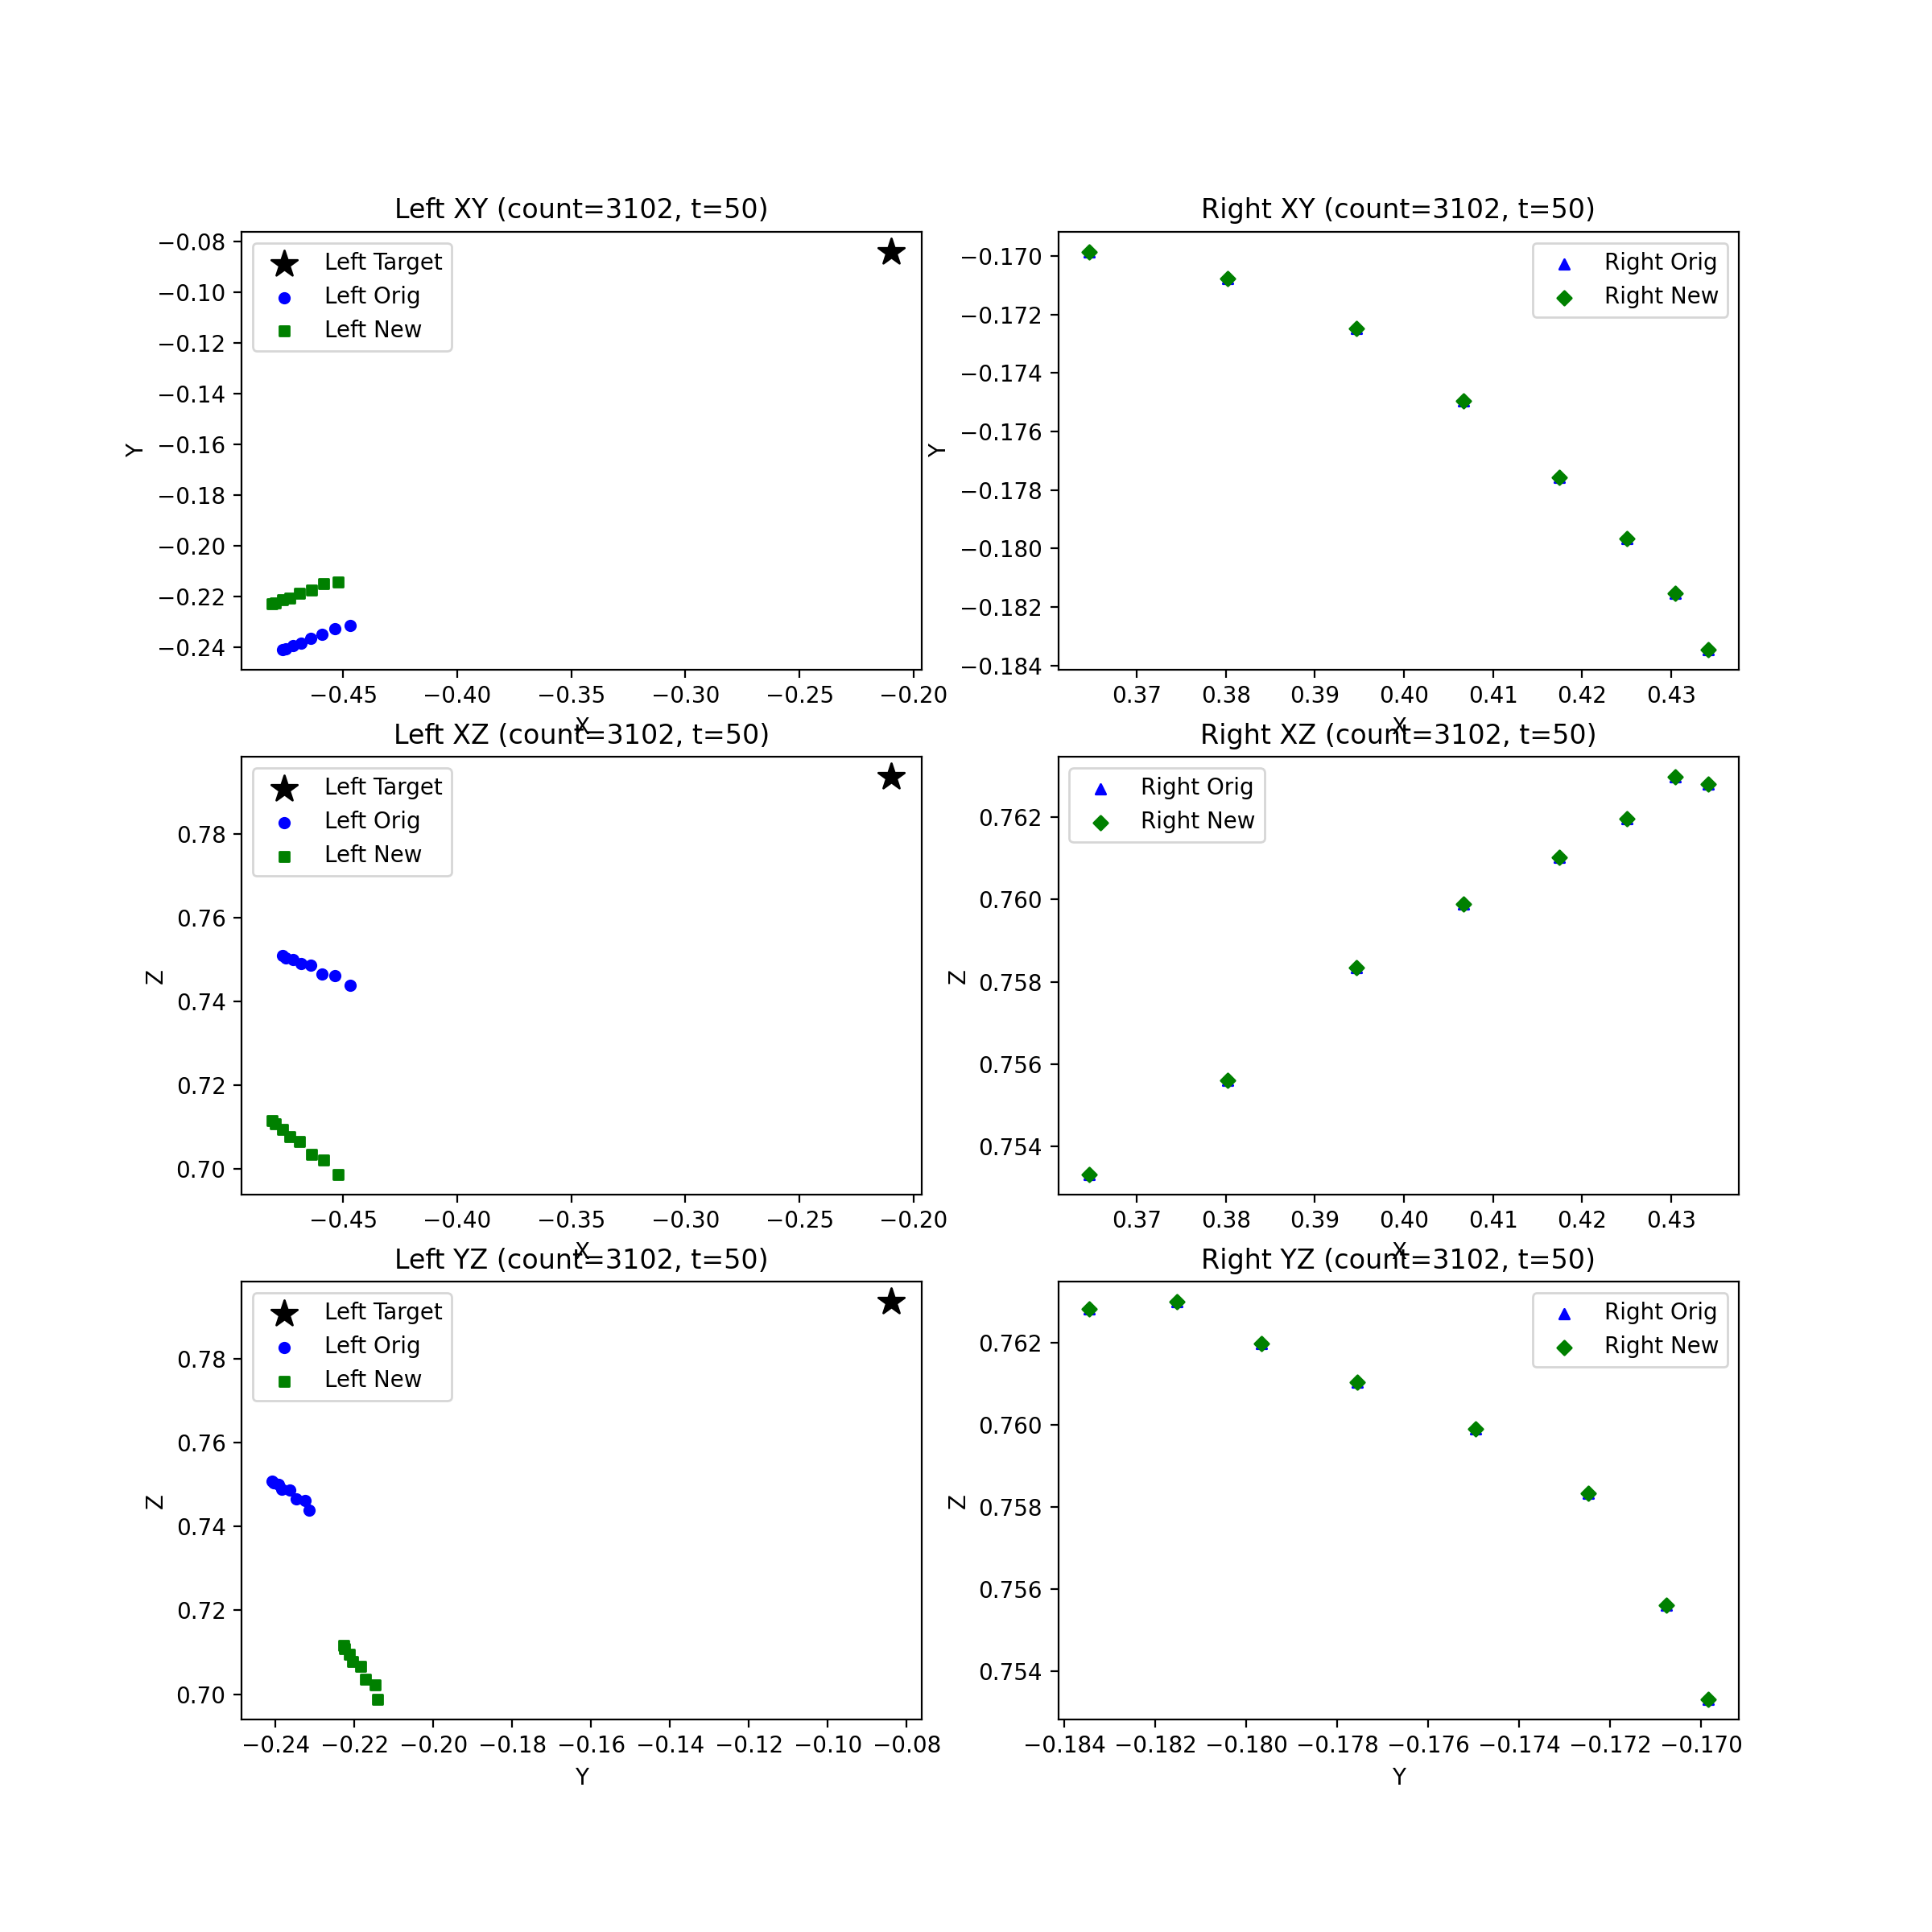 Left XY (count=3102, t=50)
Left Target
Left Orig
Left New
Y
−0.08
−0.10
−0.12
−0.14
−0.16
−0.18
−0.20
−0.22
−0.24
−0.45 −0.40 −0.35 −0.30 −0.25 −0.20
X
Right XY (count=3102, t=50)
Right Orig
Right New
Y
−0.170
−0.172
−0.174
−0.176
−0.178
−0.180
−0.182
−0.184
0.37 0.38 0.39 0.40 0.41 0.42 0.43
X
Left XZ (count=3102, t=50)
Left Target
Left Orig
Left New
Z
0.78
0.76
0.74
0.72
0.70
−0.45 −0.40 −0.35 −0.30 −0.25 −0.20
X
Right XZ (count=3102, t=50)
Right Orig
Right New
Z
0.762
0.760
0.758
0.756
0.754
0.37 0.38 0.39 0.40 0.41 0.42 0.43
X
Left YZ (count=3102, t=50)
Left Target
Left Orig
Left New
Z
0.78
0.76
0.74
0.72
0.70
−0.24 −0.22 −0.20 −0.18 −0.16 −0.14 −0.12 −0.10 −0.08
Y
Right YZ (count=3102, t=50)
Right Orig
Right New
Z
0.762
0.760
0.758
0.756
0.754
−0.184 −0.182 −0.180 −0.178 −0.176 −0.174 −0.172 −0.170
Y